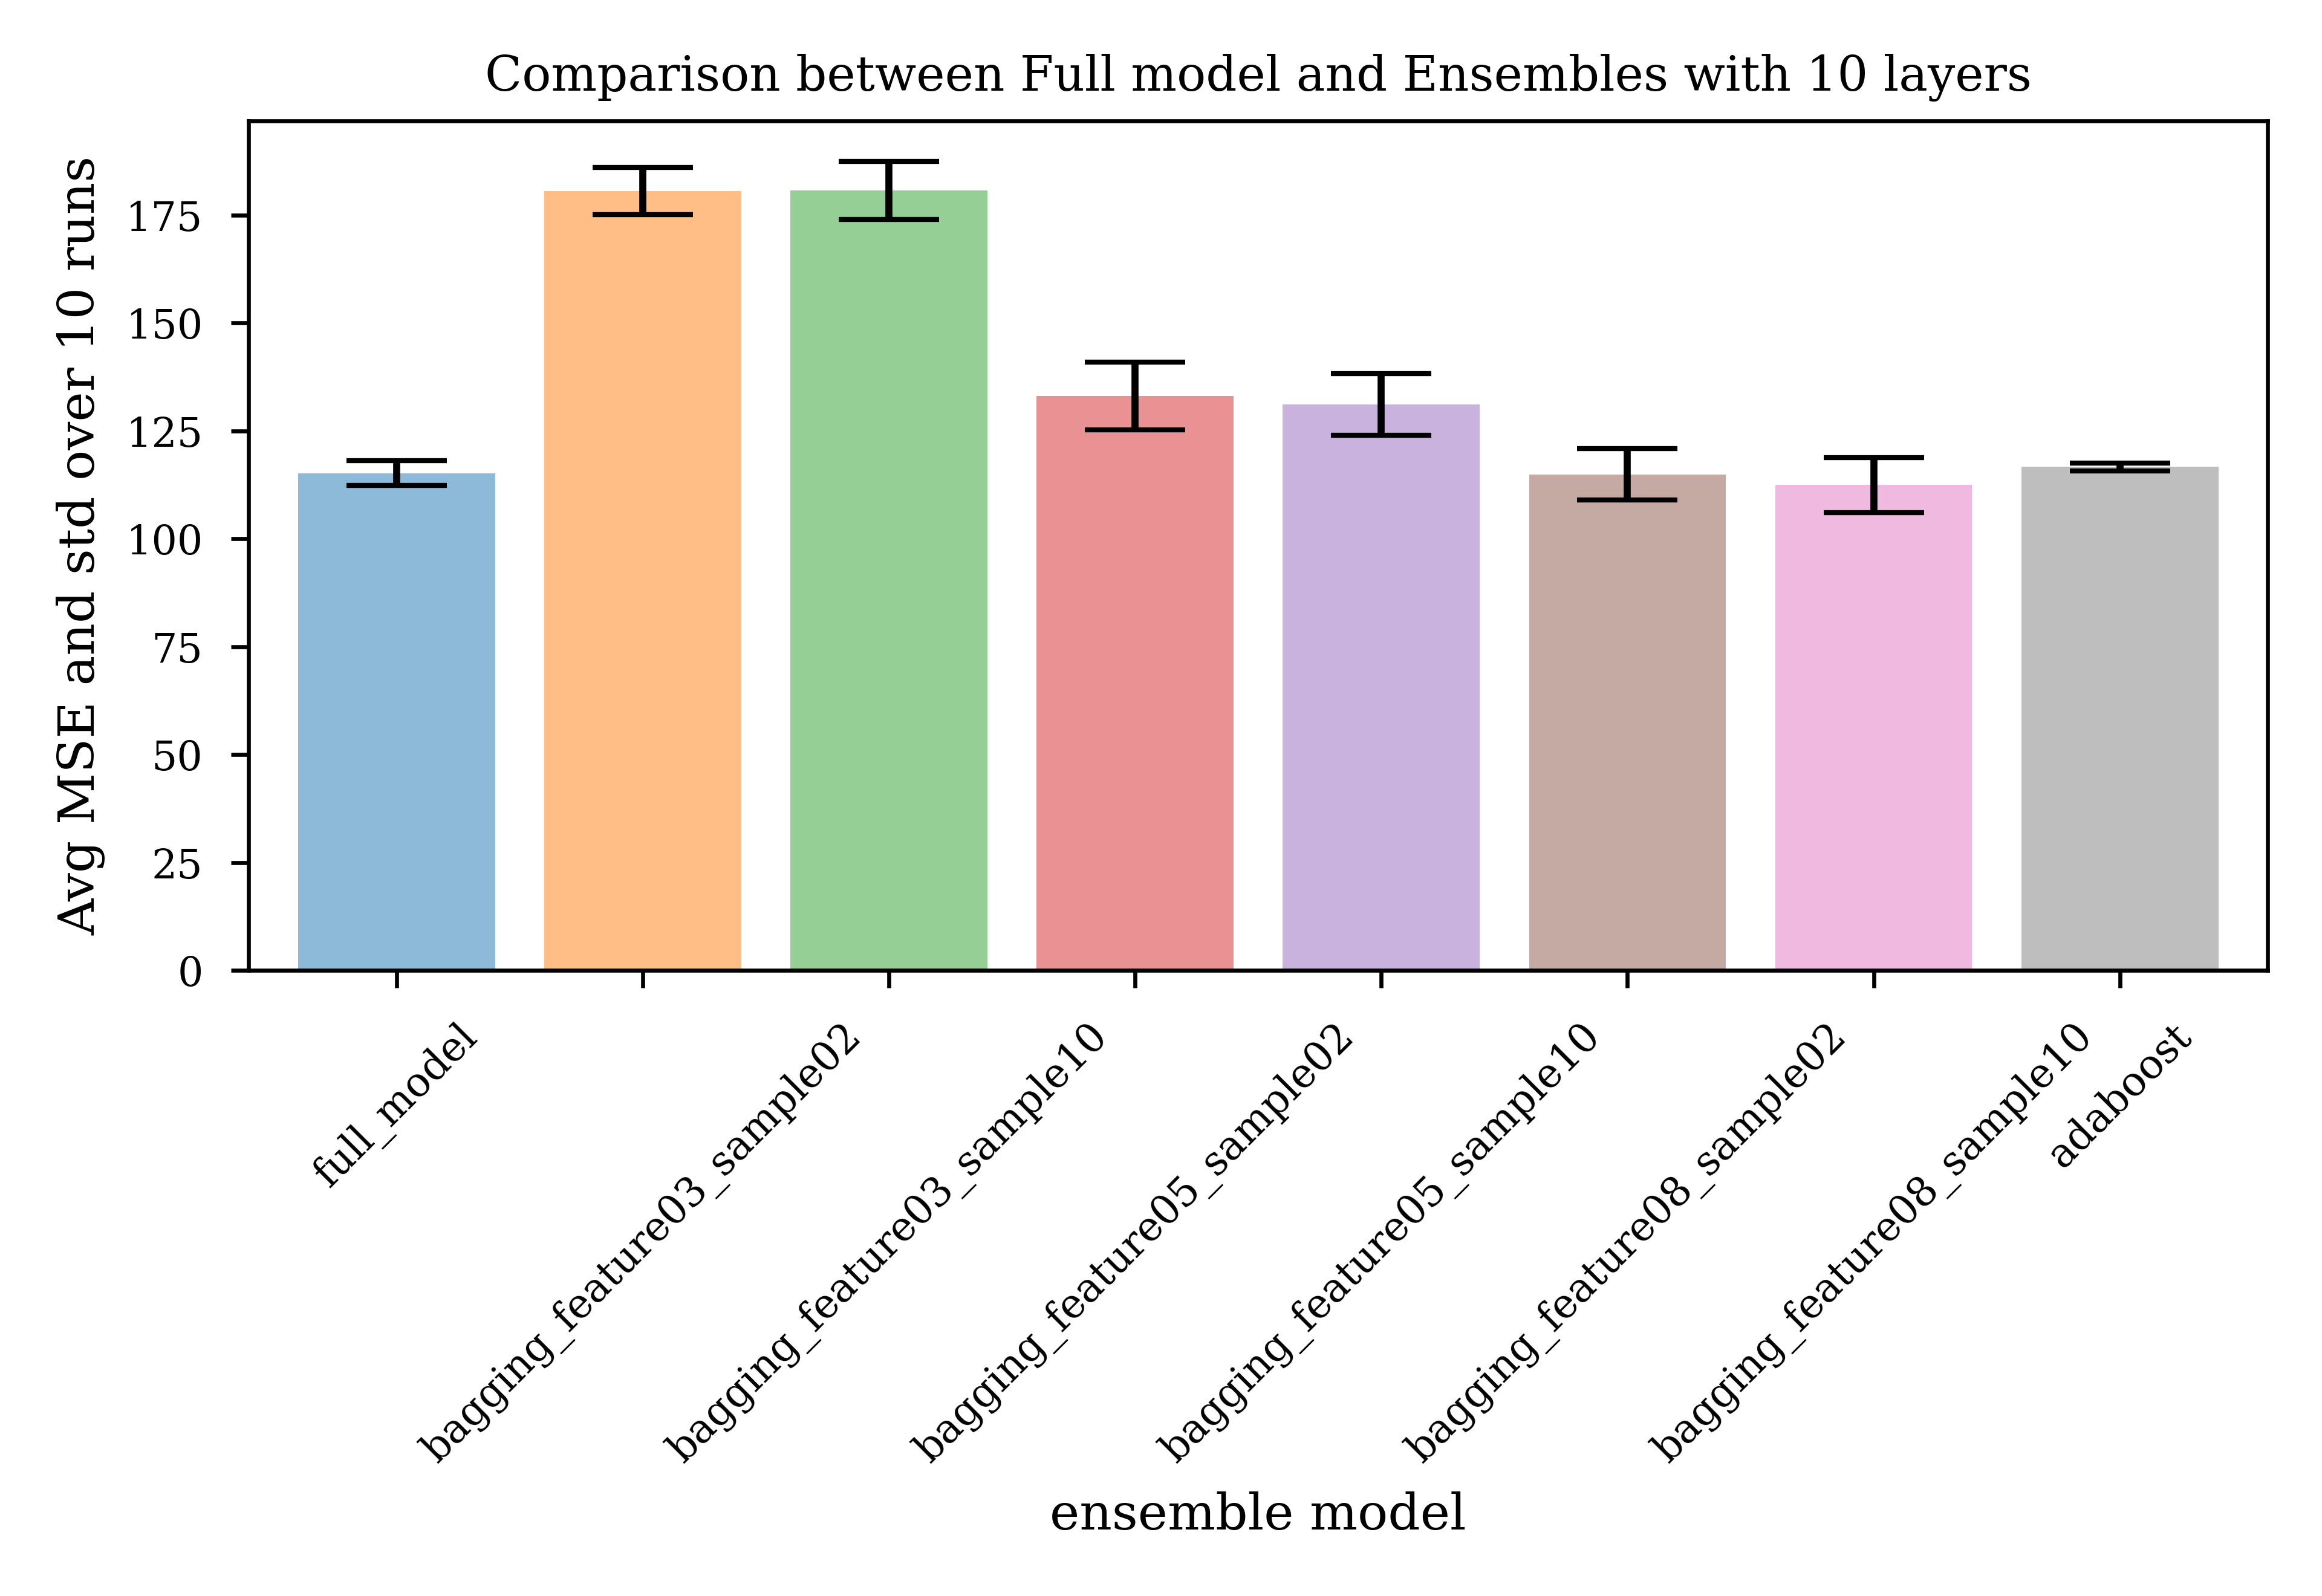 Comparison between Full model and Ensembles with 10 layers
Avg MSE and std over 10 runs
175
150
125
100
75
50
25
0
full_model
bagging_feature03_sample02
bagging_feature03_sample10
bagging_feature05_sample02
bagging_feature05_sample10
bagging_feature08_sample02
bagging_feature08_sample10
adaboost
ensemble model